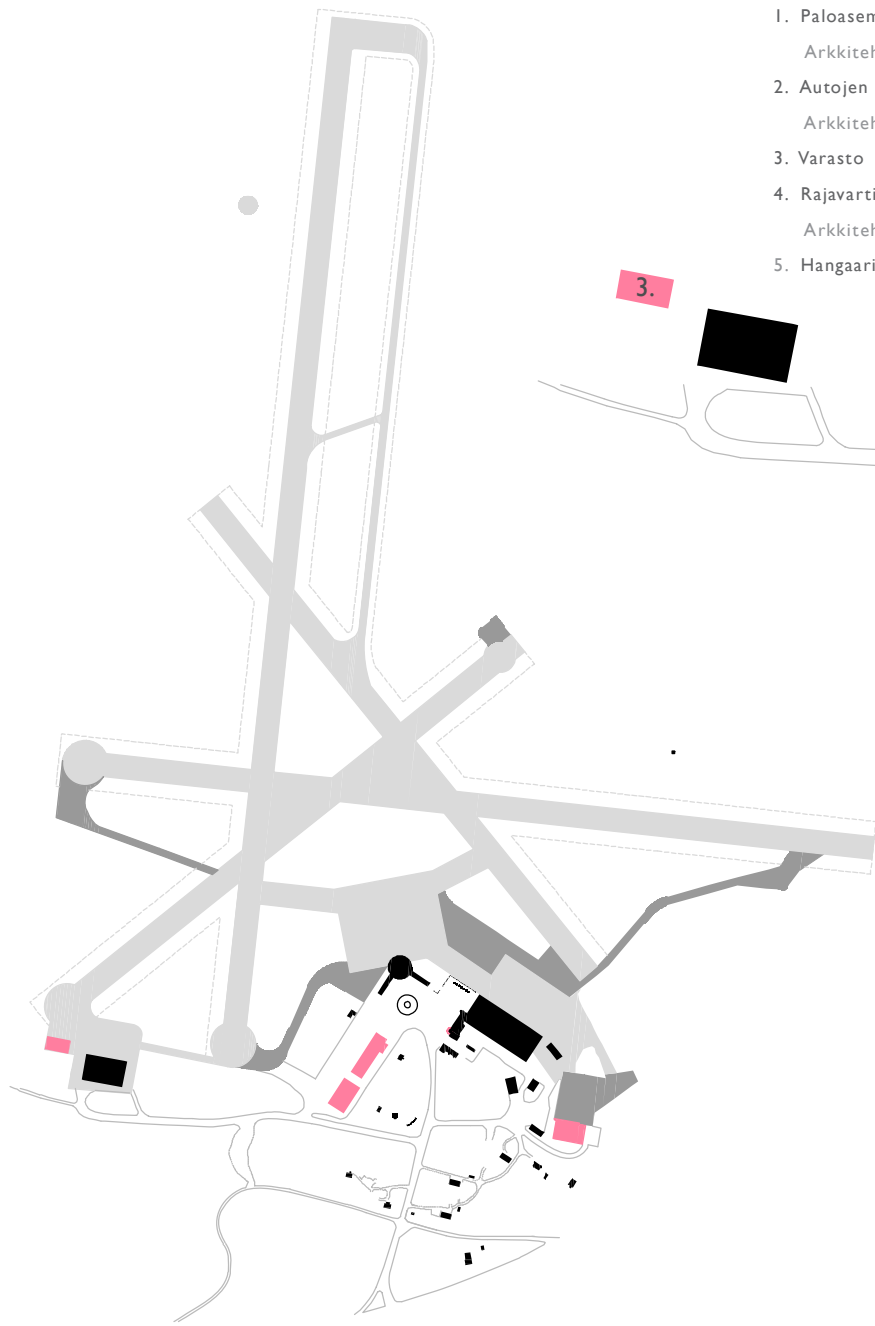 1. Paloasem
Arkkiteh
2. Autojen
Arkkiteh
3. Varasto
4. Rajavarti
Arkkiteh
5. Hangaari
3.